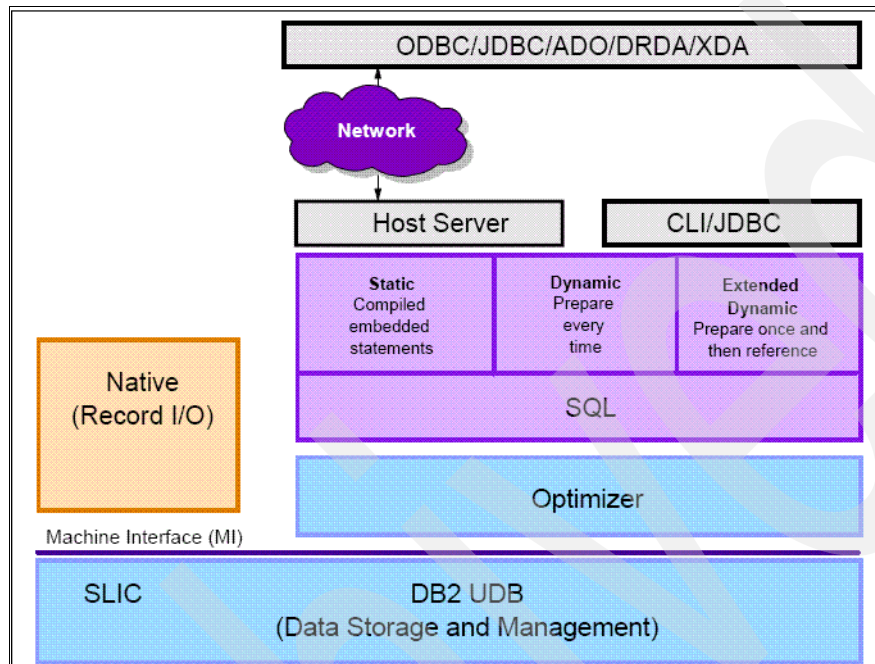 ODBC/JDBC/ADO/DRDA/XDA
Network
Host Server
CLI/JDBC
Static
Compiled
embedded
statements
Dynamic
Prepare
every
time
Extended
Dynamic
Prepare once and
then reference
Native
(Record I/O)
SQL
Optimizer
Machine Interface (MI)
SLIC
DB2 UDB
(Data Storage and Management)